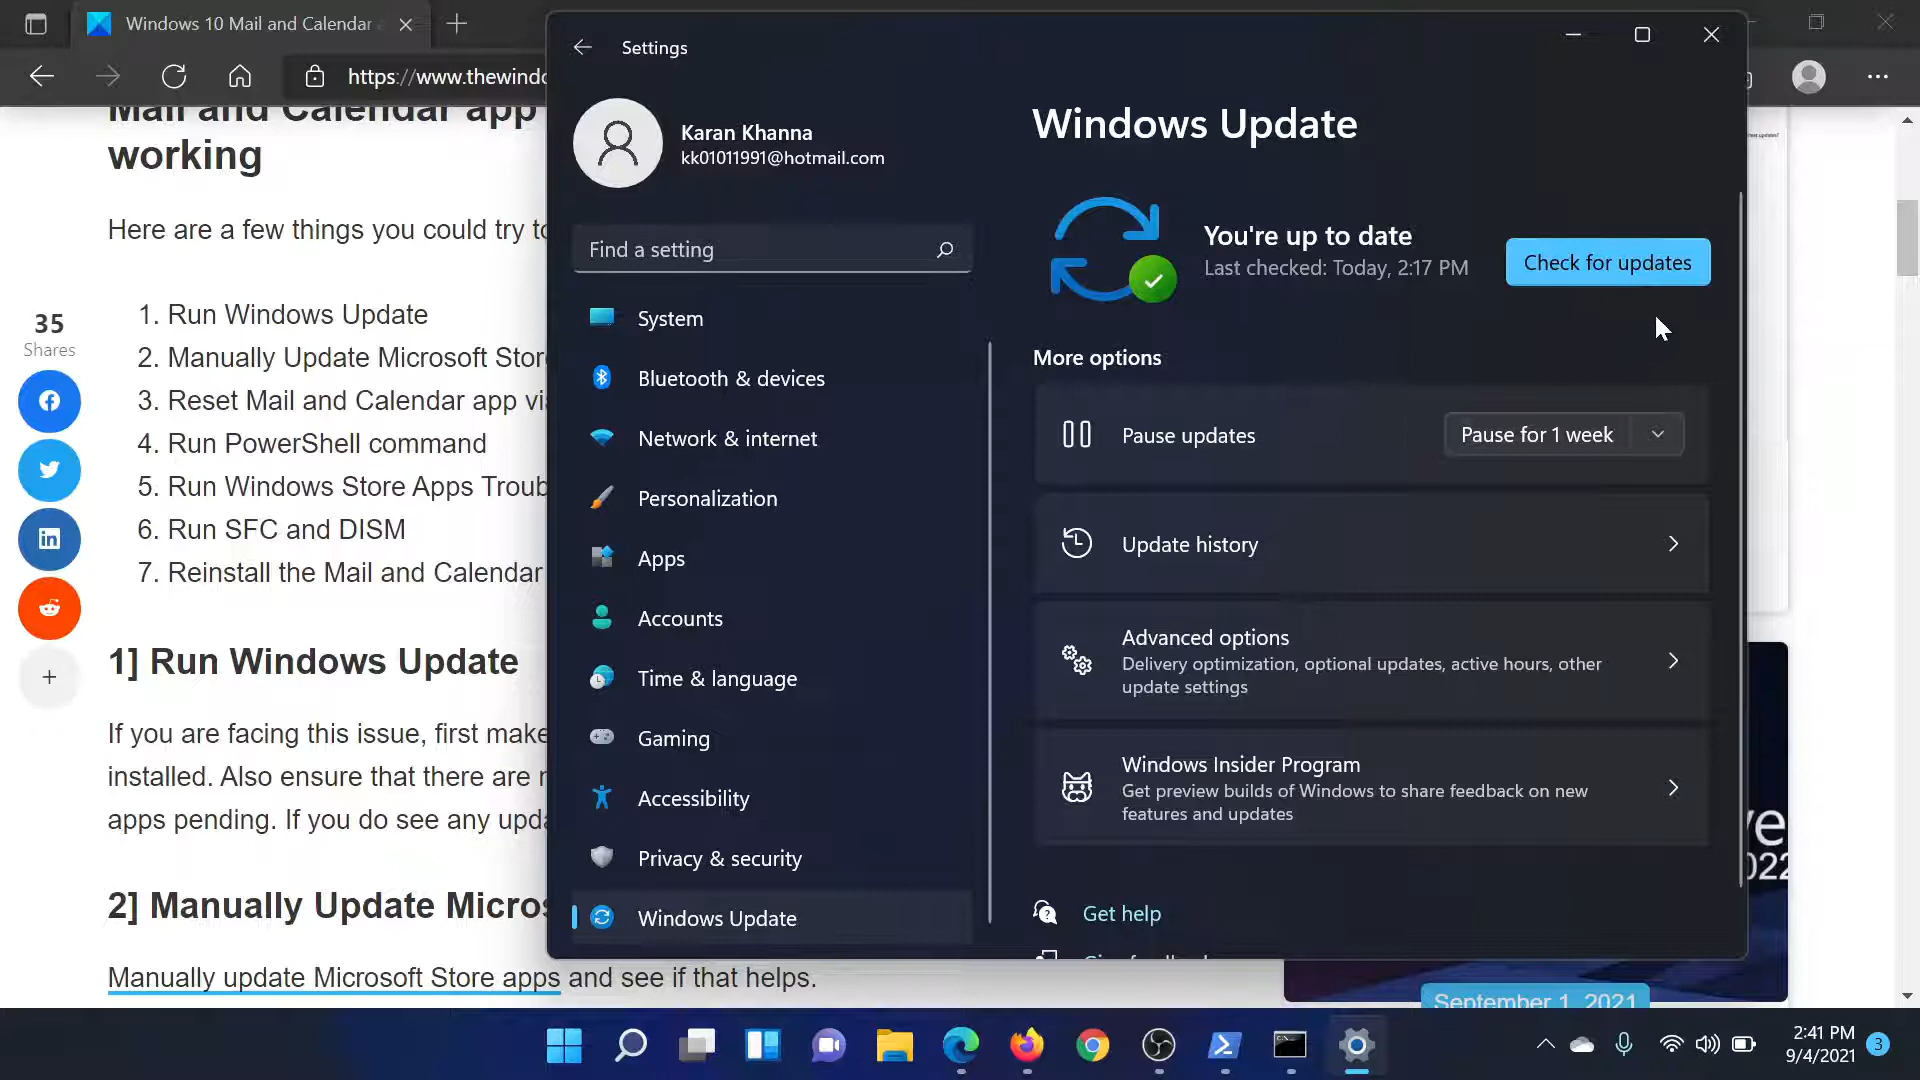 Windows 10 Mail and Calendar
https://www.thewindo
Mail and Calendar app
working
Here are a few things you could try to
1. Run Windows Update
2. Manually Update Microsoft Stor
3. Reset Mail and Calendar app vi
4. Run PowerShell command
5. Run Windows Store Apps Troub
6. Run SFC and DISM
7. Reinstall the Mail and Calendar
35
Shares
1] Run Windows Update
If you are facing this issue, first make
installed. Also ensure that there are
apps pending. If you do see any upda
2] Manually Update Micros
Manually update Microsoft Store apps and see if that helps.
Settings
Karan Khanna
kk01011991@hotmail.com
Find a setting
System
Bluetooth & devices
Network & internet
Personalization
Apps
Accounts
Time & language
Gaming
Accessibility
Privacy & security
Windows Update
Windows Update
You're up to date
Last checked: Today, 2:17 PM
Check for updates
More options
Pause updates
Pause for 1 week
Update history
Advanced options
Delivery optimization, optional updates, active hours, other
update settings
Windows Insider Program
Get preview builds of Windows to share feedback on new
features and updates
Get help
September 1, 2021
2:41 PM
9/4/2021
3